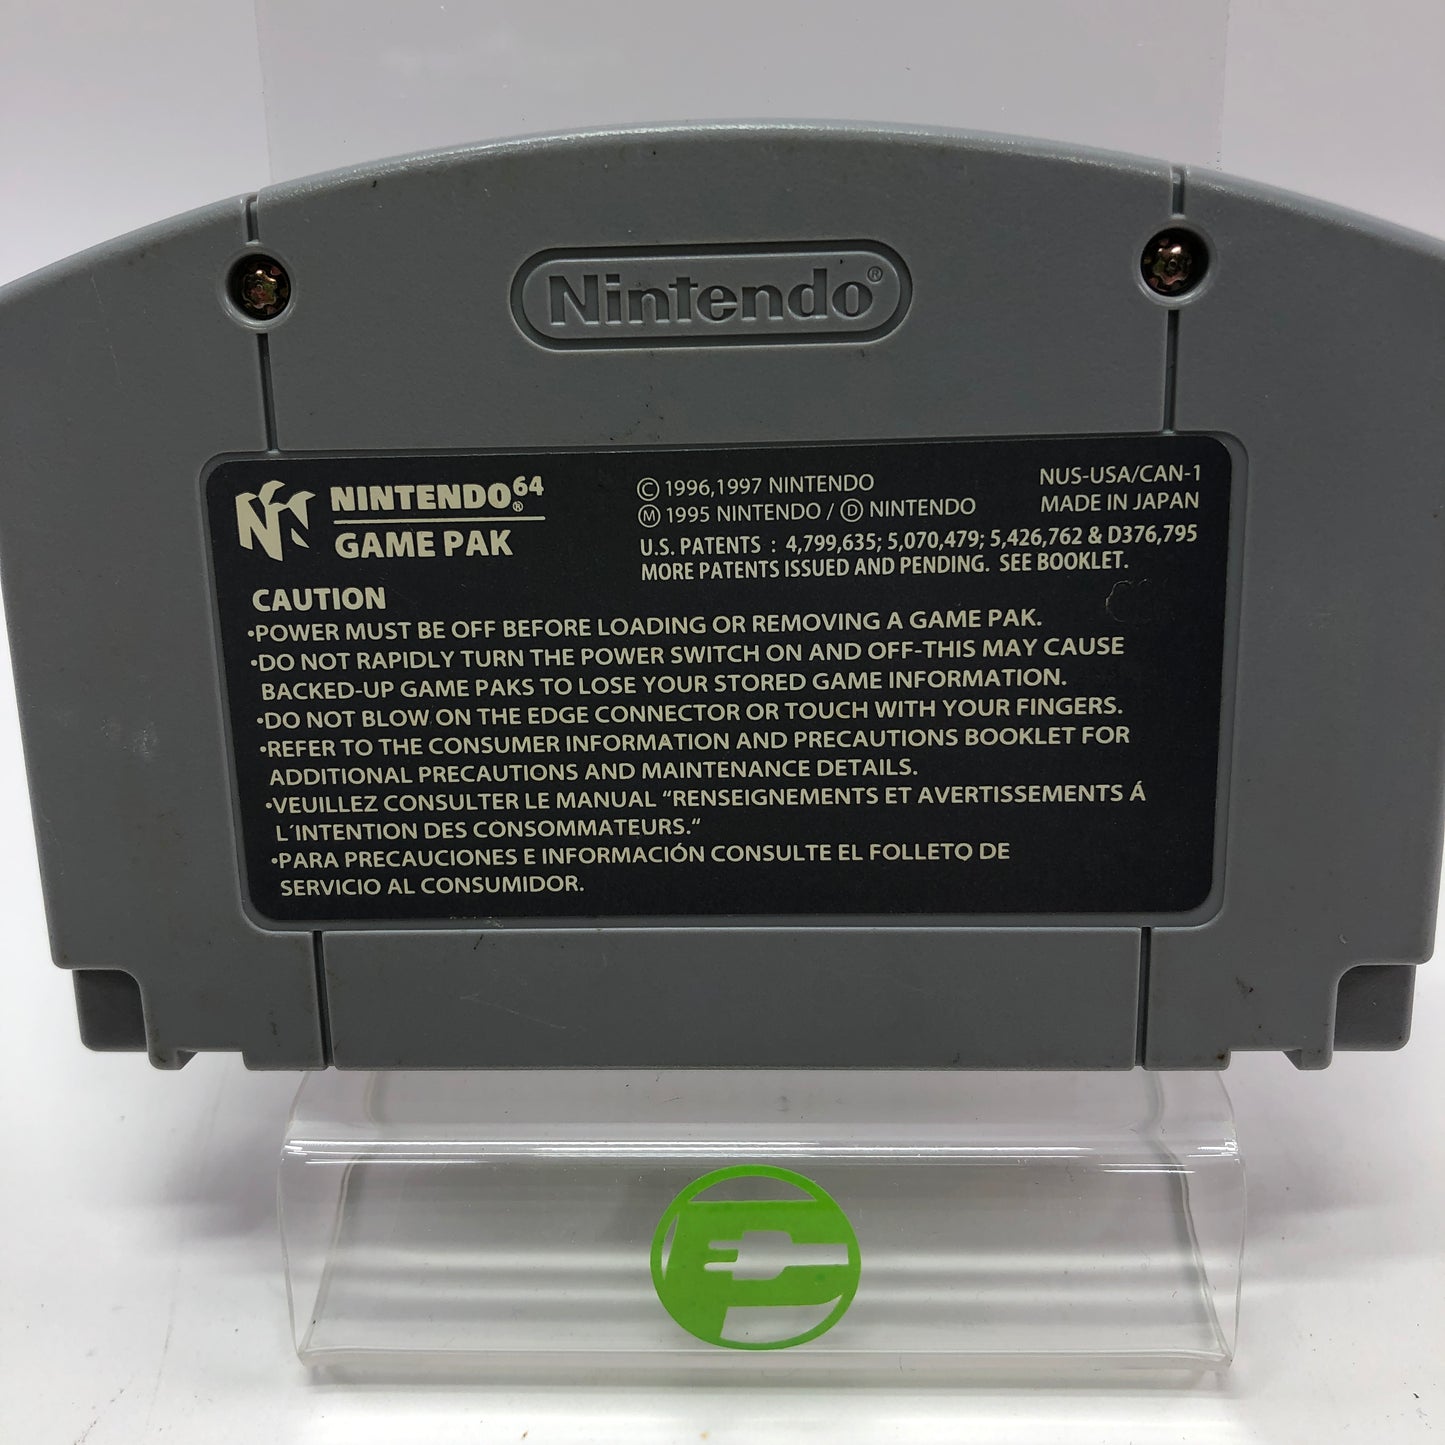 Nintendo®
NINTENDO⁶⁴®
GAME PAK
© 1996,1997 NINTENDO
Ⓜ 1995 NINTENDO / Ⓓ NINTENDO
NUS-USA/CAN-1
MADE IN JAPAN
U.S. PATENTS : 4,799,635; 5,070,479; 5,426,762 & D376,795
MORE PATENTS ISSUED AND PENDING. SEE BOOKLET.
CAUTION
•POWER MUST BE OFF BEFORE LOADING OR REMOVING A GAME PAK.
•DO NOT RAPIDLY TURN THE POWER SWITCH ON AND OFF-THIS MAY CAUSE
BACKED-UP GAME PAKS TO LOSE YOUR STORED GAME INFORMATION.
•DO NOT BLOW ON THE EDGE CONNECTOR OR TOUCH WITH YOUR FINGERS.
•REFER TO THE CONSUMER INFORMATION AND PRECAUTIONS BOOKLET FOR
ADDITIONAL PRECAUTIONS AND MAINTENANCE DETAILS.
•VEUILLEZ CONSULTER LE MANUAL “RENSEIGNEMENTS ET AVERTISSEMENTS Á
L´INTENTION DES CONSOMMATEURS.“
•PARA PRECAUCIONES E INFORMACIÓN CONSULTE EL FOLLETO DE
SERVICIO AL CONSUMIDOR.